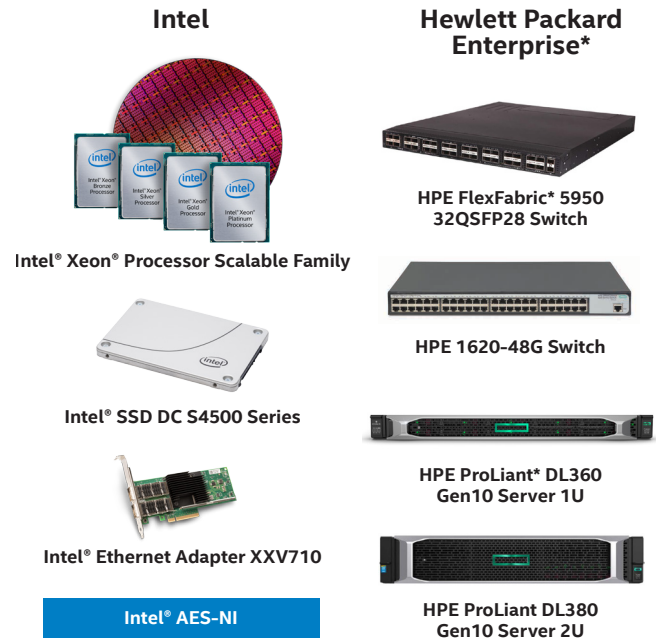 Intel
intel
Intel® Xeon®
Bronze
Processor
intel
Intel® Xeon®
Silver
Processor
intel
Intel® Xeon®
Gold
Processor
intel
Intel® Xeon®
Platinum
Processor
Intel® Xeon® Processor Scalable Family
intel
Intel® SSD DC S4500 Series
Intel® Ethernet Adapter XXV710
Intel® AES-NI
Hewlett Packard
Enterprise*
HPE FlexFabric* 5950
32QSFP28 Switch
HPE 1620-48G Switch
HPE ProLiant* DL360
Gen10 Server 1U
HPE ProLiant DL380
Gen10 Server 2U